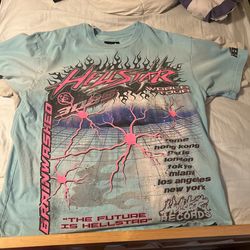 HELLSTAR
WORLD
TOUR
BRAINWASHED
rome
hong kong
paris
london
tokyo
miami
los angeles
new york
RECORDS
"THE FUTURE
IS HELLSTAR"